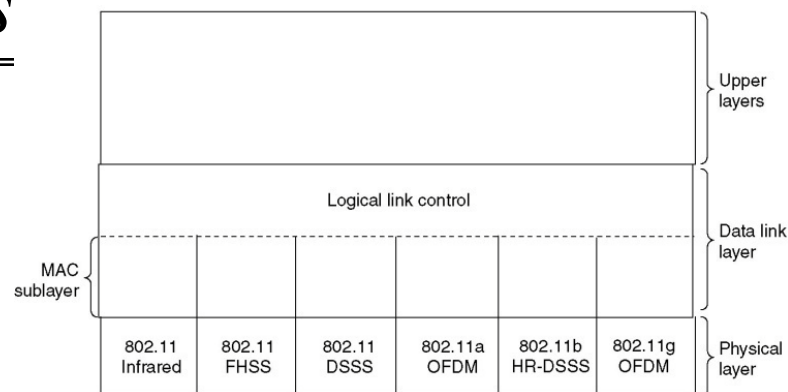 S
Upper
layers
Logical link control
Data link
layer
MAC
sublayer
802.11
Infrared
802.11
FHSS
802.11
DSSS
802.11a
OFDM
802.11b
HR-DSSS
802.11g
OFDM
Physical
layer